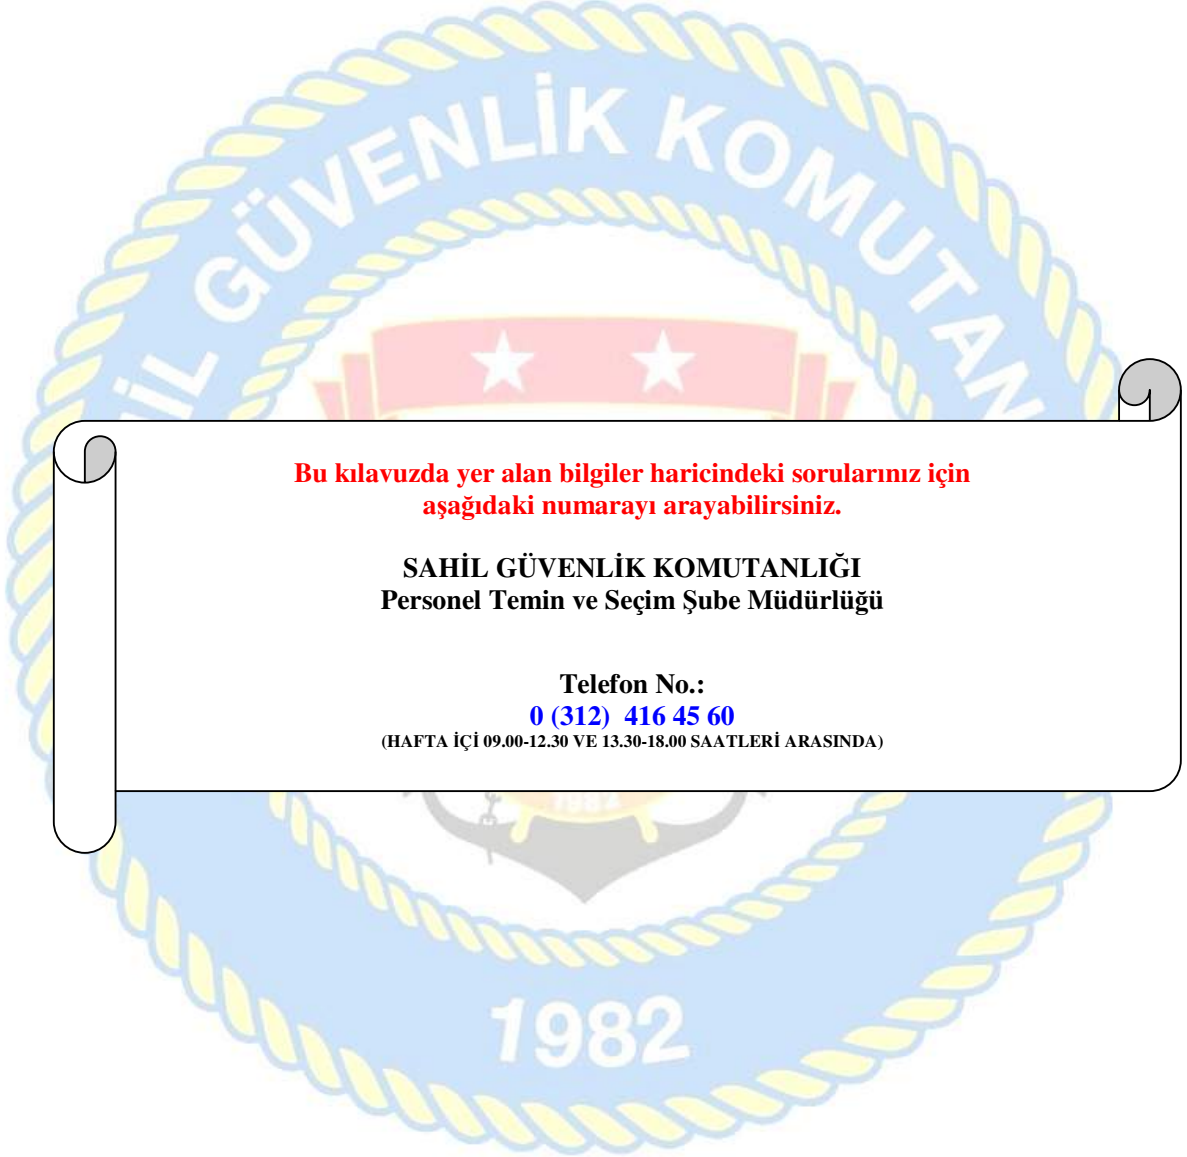 SAHİL GÜVENLİK KOMUTAN
Bu kılavuzda yer alan bilgiler haricindeki sorularınız için
aşağıdaki numarayı arayabilirsiniz.
SAHİL GÜVENLİK KOMUTANLIĞI
Personel Temin ve Seçim Şube Müdürlüğü
Telefon No.:
0 (312) 416 45 60
(HAFTA İÇİ 09.00-12.30 VE 13.30-18.00 SAATLERİ ARASINDA)
1982
1982